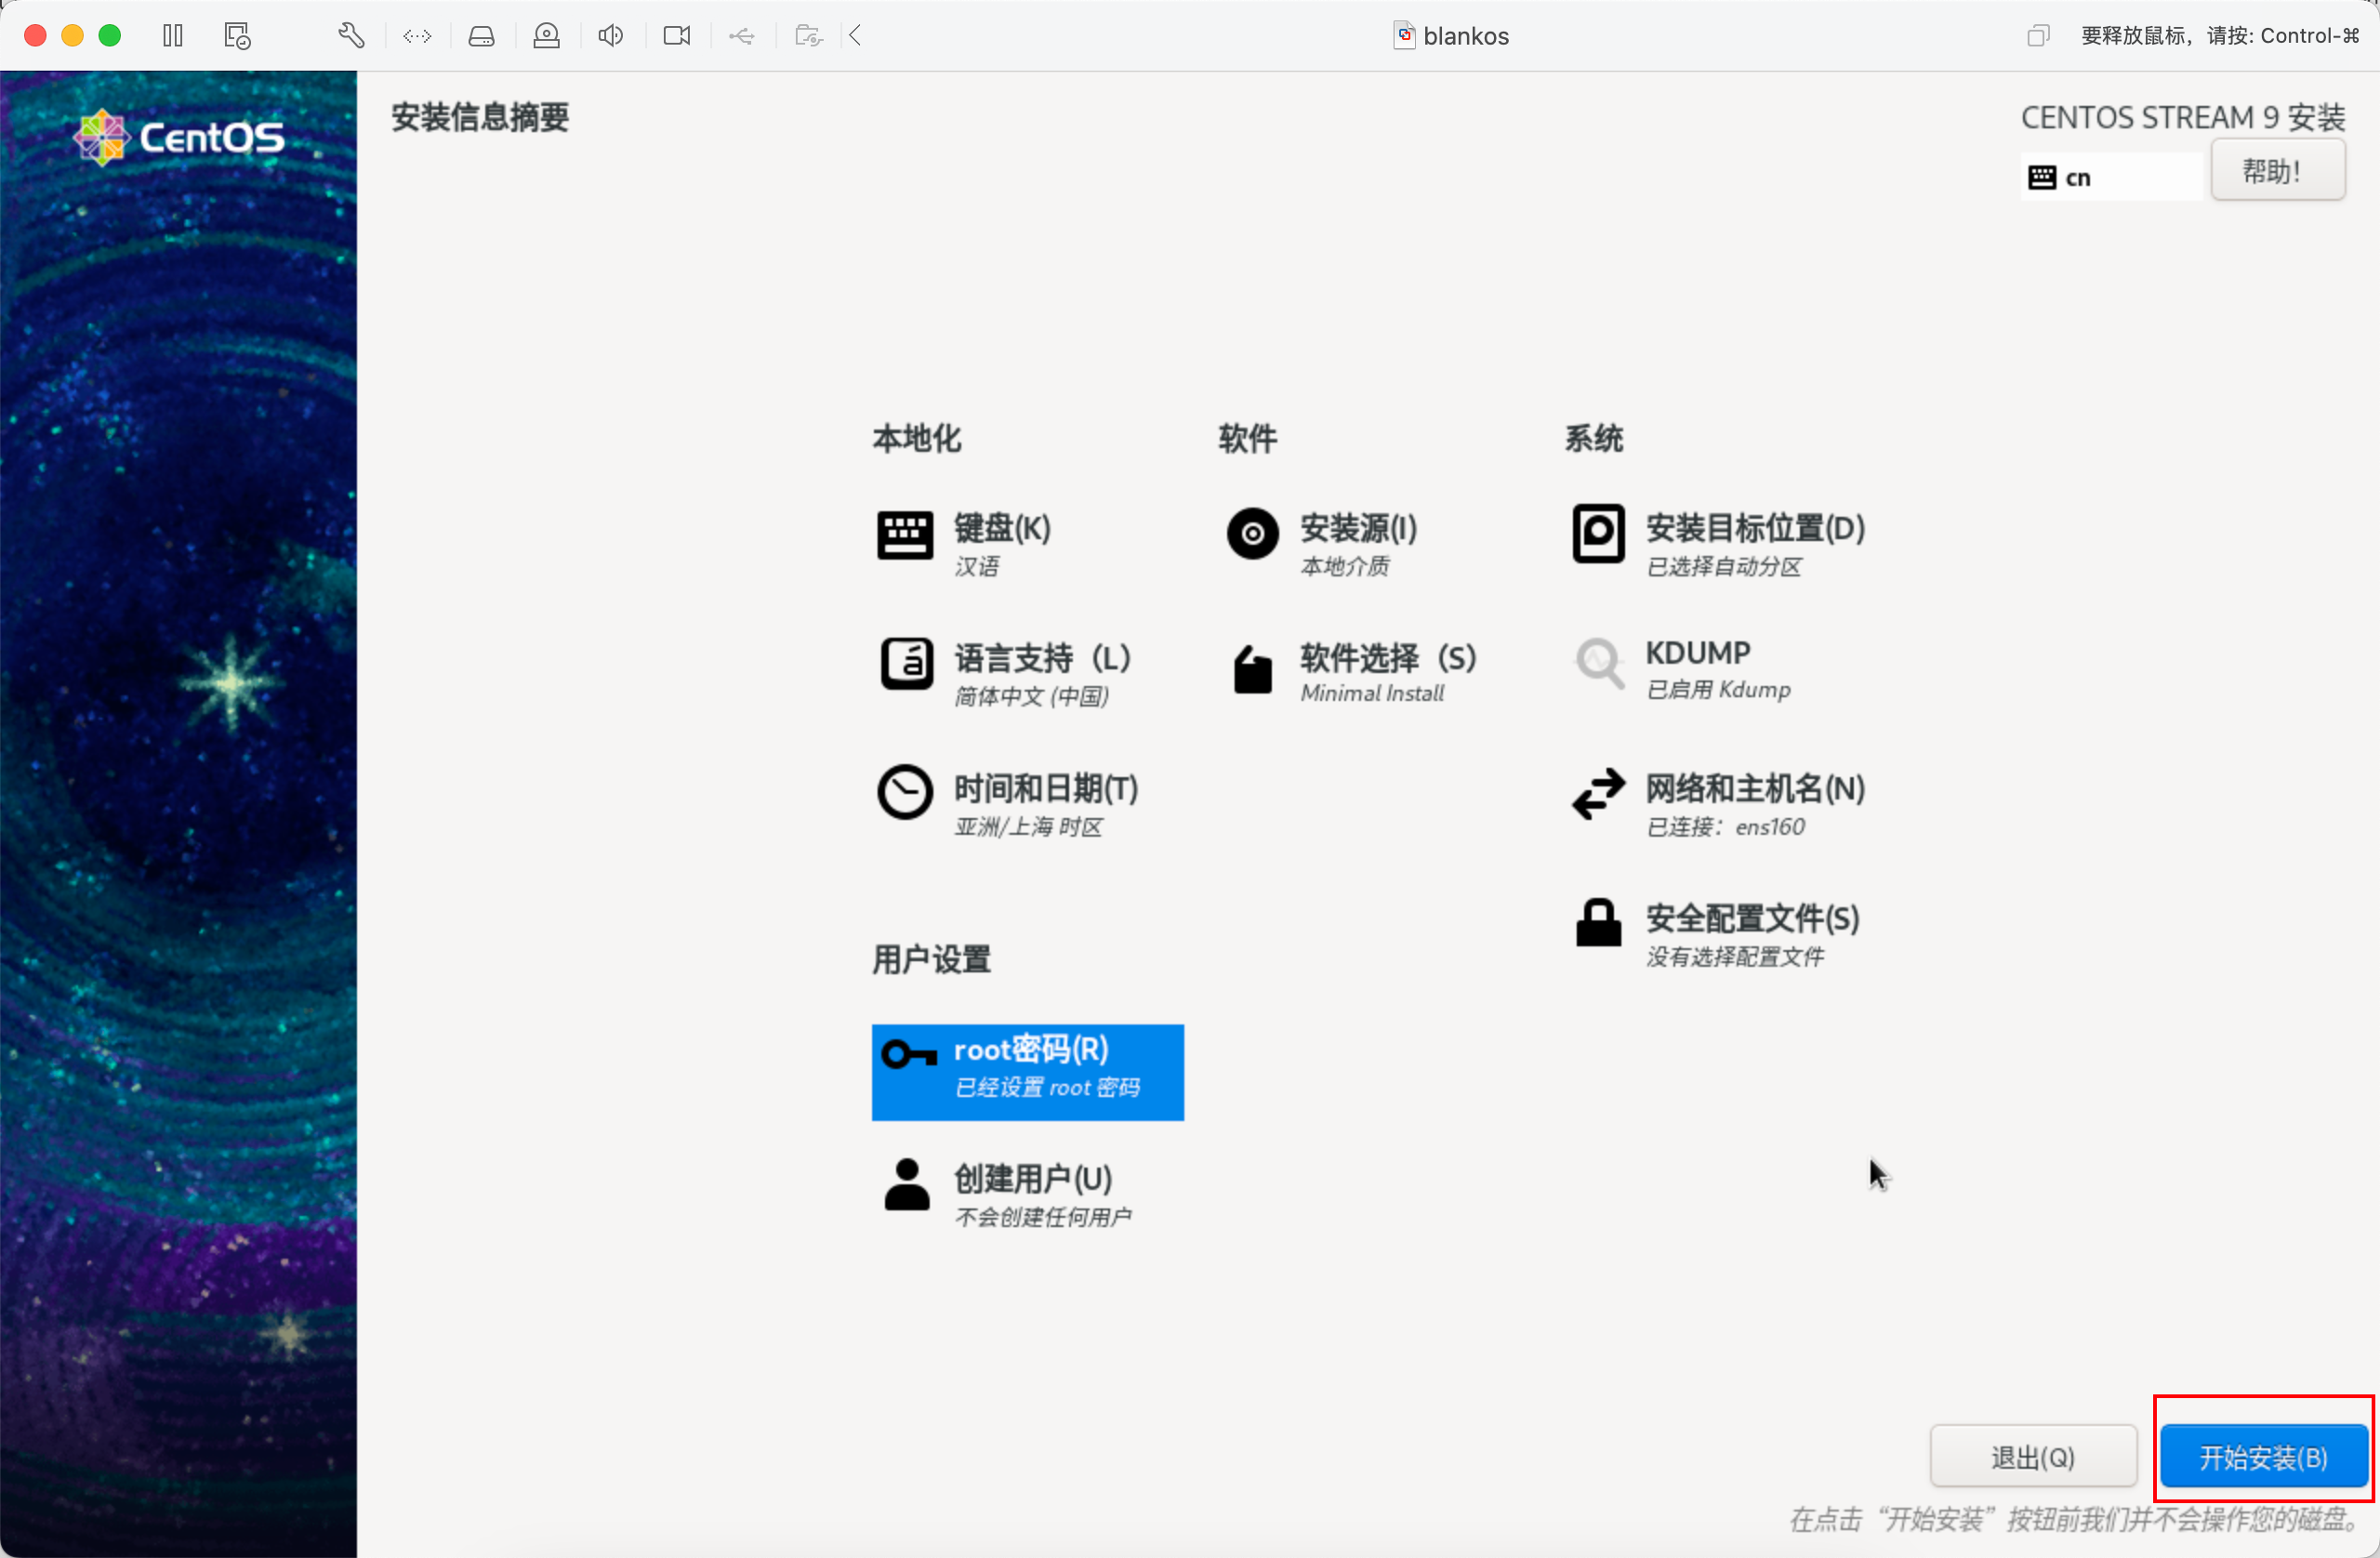 blankos
要释放鼠标，请按: Control-⌘
CentOS
安装信息摘要
CENTOS STREAM 9 安装
cn
帮助！
本地化
软件
系统
键盘(K)
汉语
安装源(I)
本地介质
安装目标位置(D)
已选择自动分区
语言支持（L）
简体中文 (中国)
软件选择（S）
Minimal Install
KDUMP
已启用 Kdump
时间和日期(T)
亚洲/上海 时区
网络和主机名(N)
已连接：ens160
安全配置文件(S)
没有选择配置文件
用户设置
root密码(R)
已经设置 root 密码
创建用户(U)
不会创建任何用户
退出(Q)
开始安装(B)
在点击“开始安装”按钮前我们并不会操作您的磁盘。